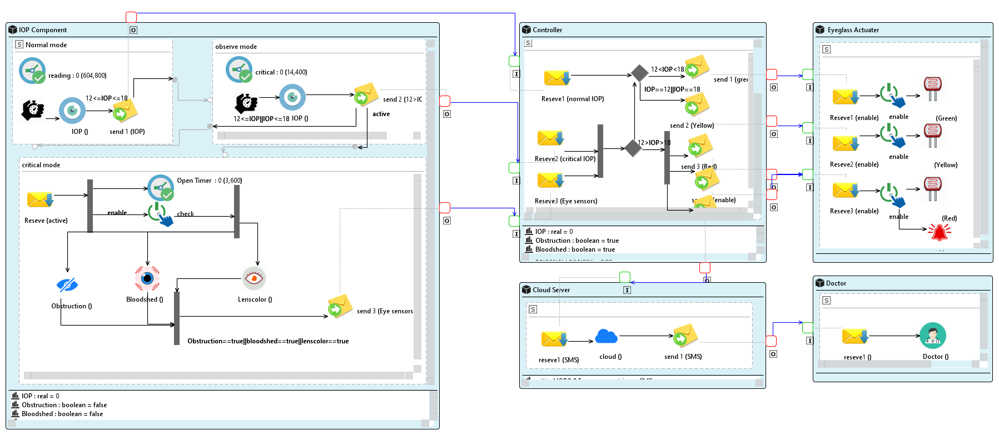 IOP Component
S Normal mode
reading : 0 (604,800)
12<=IOP<=18
IOP ()
send 1 (IOP)
O
observe mode
critical : 0 (14,400)
12<=IOP||IOP<=18
IOP ()
send 2 (12>IC
active
O
critical mode
Open Timer : 0 (3,600)
Reseve (active)
enable
check
Obstruction ()
Bloodshed ()
Lenscolor ()
send 3 (Eye sensors
Obstruction==true||bloodshed==true||lenscolor==true
O
IOP : real = 0
Obstruction : boolean = false
Bloodshed : boolean = false
Controller
S
I
I
I
Reseve1 (normal IOP)
12<IOP<18
send 1 (gree
IOP==12||IOP==18
send 2 (Yellow)
12>IOP>18
Reseve2 (critical IOP)
send 3 (Red)
Reseve3 (Eye sensors)
(enable)
O
O
O
O
IOP : real = 0
Obstruction : boolean = true
Bloodshed : boolean = true
O
Eyeglass Actuater
S
I
I
I
Reseve1 (enable)
enable
(Green)
Reseve2 (enable)
enable
(Yellow)
Reseve3 (enable)
enable
(Red)
Cloud Server
I
S
reseve1 (SMS)
cloud ()
send 1 (SMS)
O
Doctor
S
I
reseve1 ()
Doctor ()